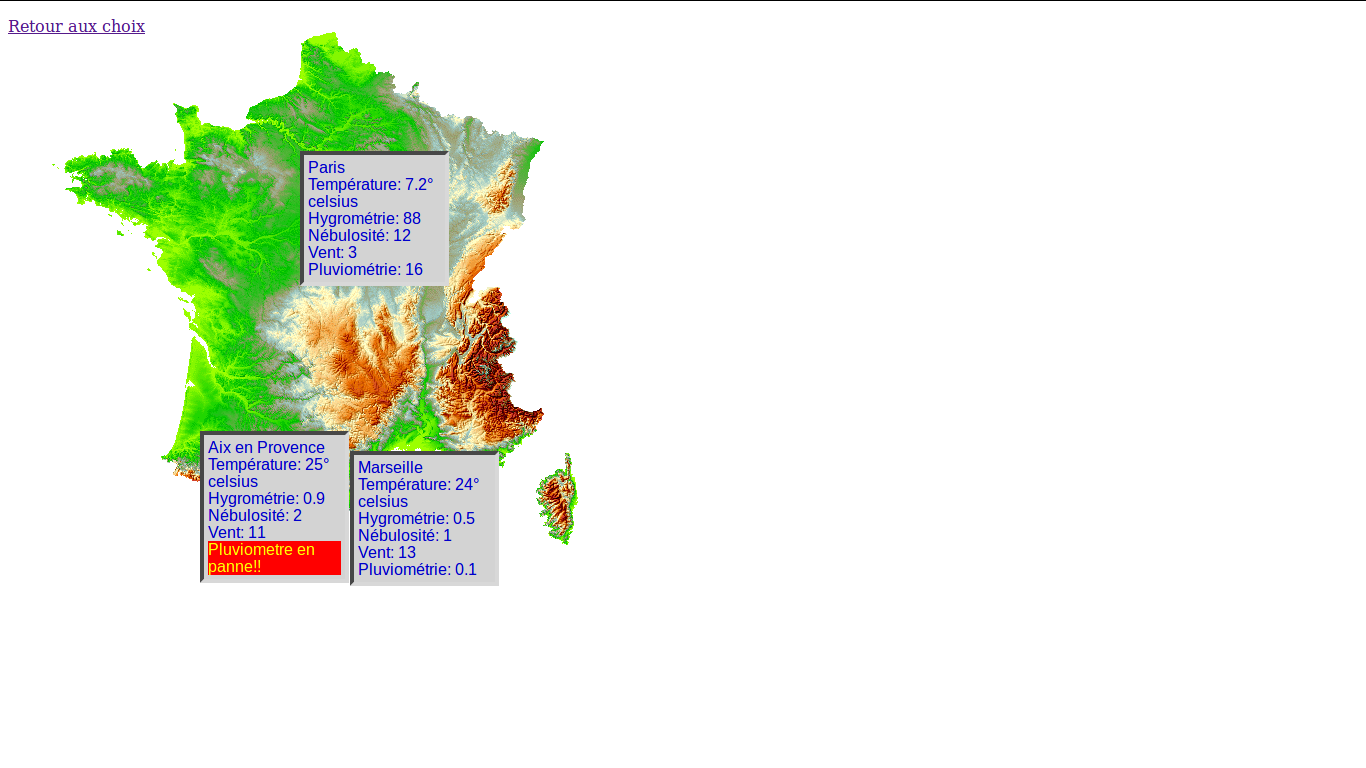 Retour aux choix
Paris
Température: 7.2°
celsius
Hygrométrie: 88
Nébulosité: 12
Vent: 3
Pluviométrie: 16
Aix en Provence
Température: 25°
celsius
Hygrométrie: 0.9
Nébulosité: 2
Vent: 11
Pluviometre en
panne!!
Marseille
Température: 24°
celsius
Hygrométrie: 0.5
Nébulosité: 1
Vent: 13
Pluviométrie: 0.1